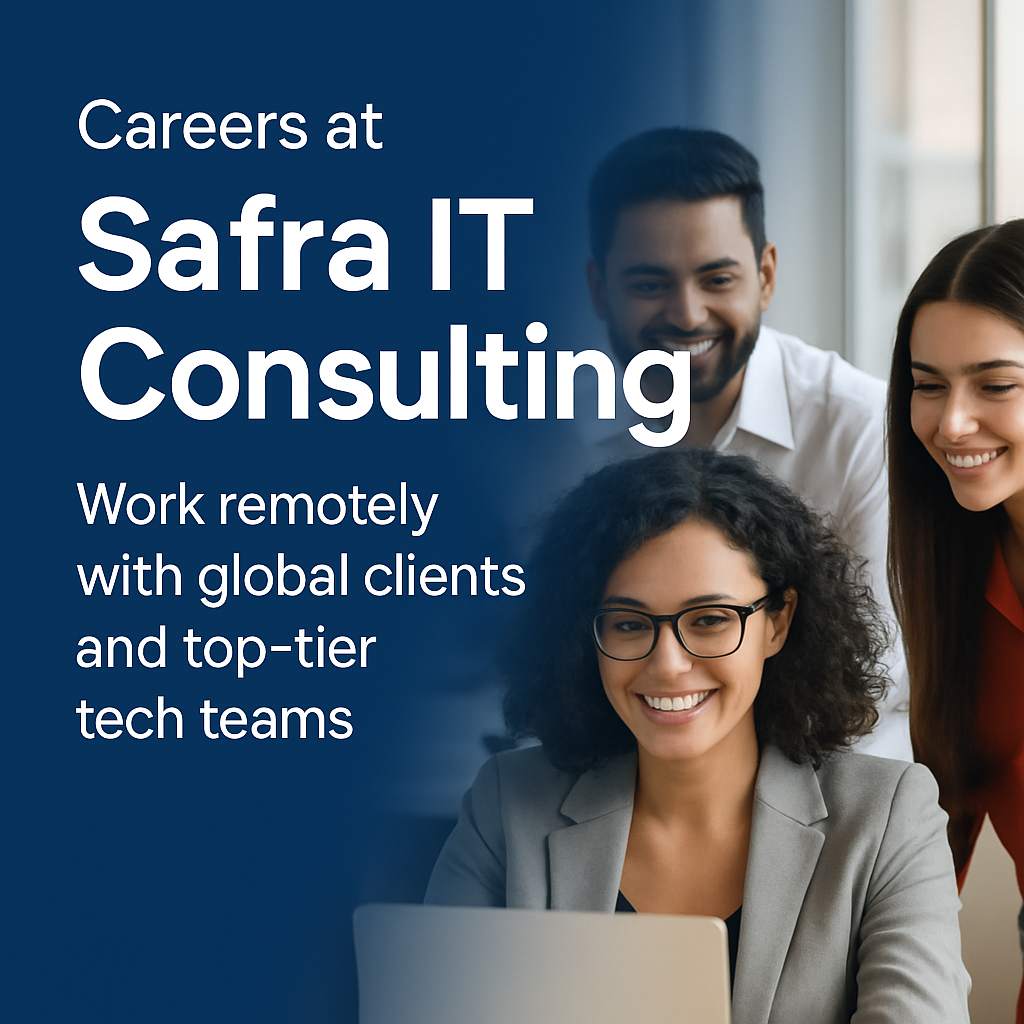 Careers at
Safra IT
Consulting
Work remotely
with global clients
and top-tier
tech teams